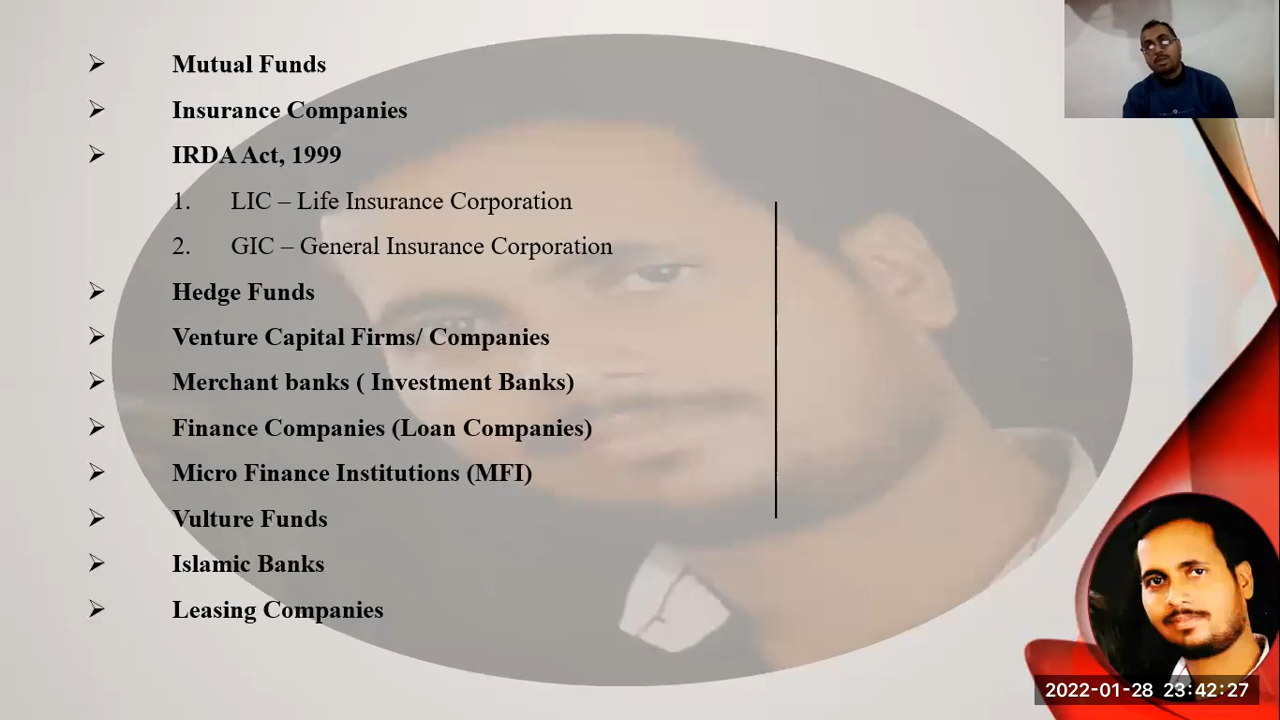 ➢ Mutual Funds
➢ Insurance Companies
➢ IRDA Act, 1999
1. LIC – Life Insurance Corporation
2. GIC – General Insurance Corporation
➢ Hedge Funds
➢ Venture Capital Firms/ Companies
➢ Merchant banks ( Investment Banks)
➢ Finance Companies (Loan Companies)
➢ Micro Finance Institutions (MFI)
➢ Vulture Funds
➢ Islamic Banks
➢ Leasing Companies
2022-01-28 23:42:27